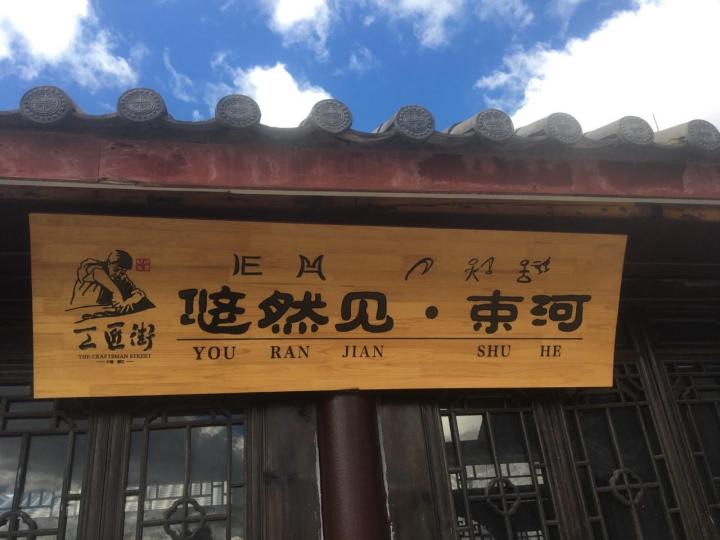 悠然见·束河
YOU RAN JIAN SHU HE
工匠街
THE CRAFTSMAN STREET